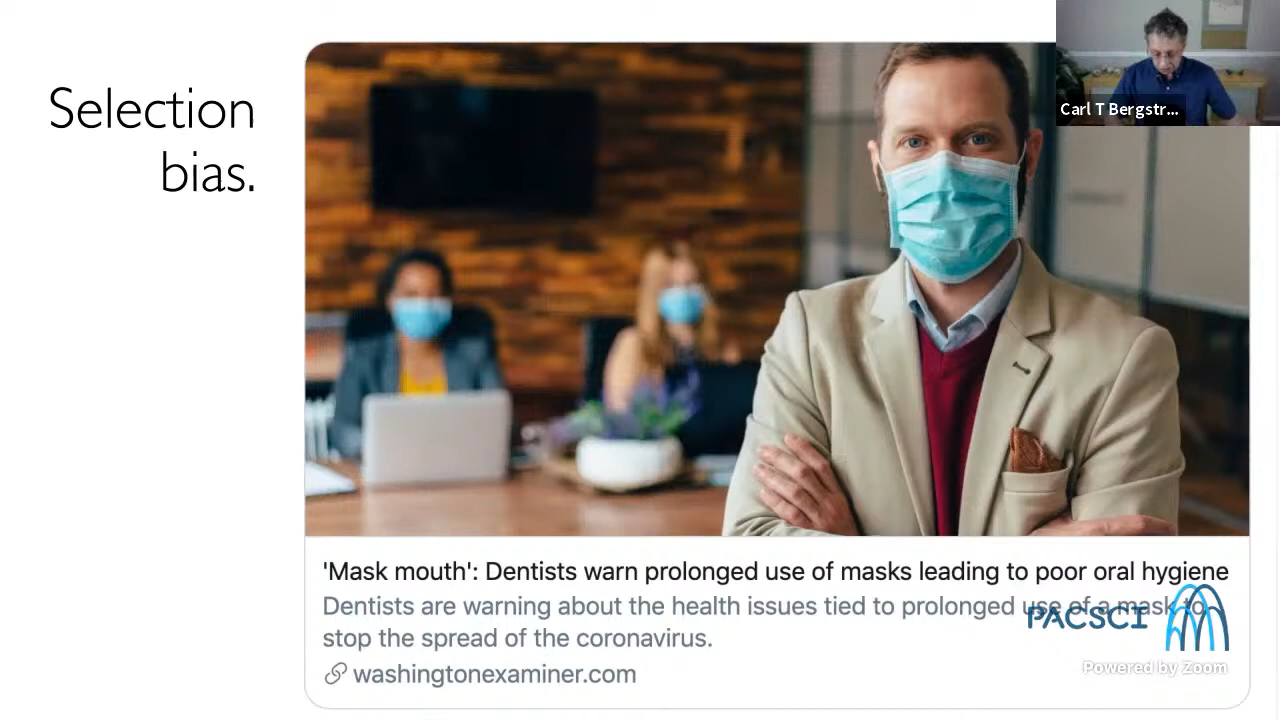 Selection
bias.
Carl T Bergstr...
'Mask mouth': Dentists warn prolonged use of masks leading to poor oral hygiene
Dentists are warning about the health issues tied to prolonged use of a mask to
stop the spread of the coronavirus.
PACSCI
washingtonexaminer.com
Powered by Zoom